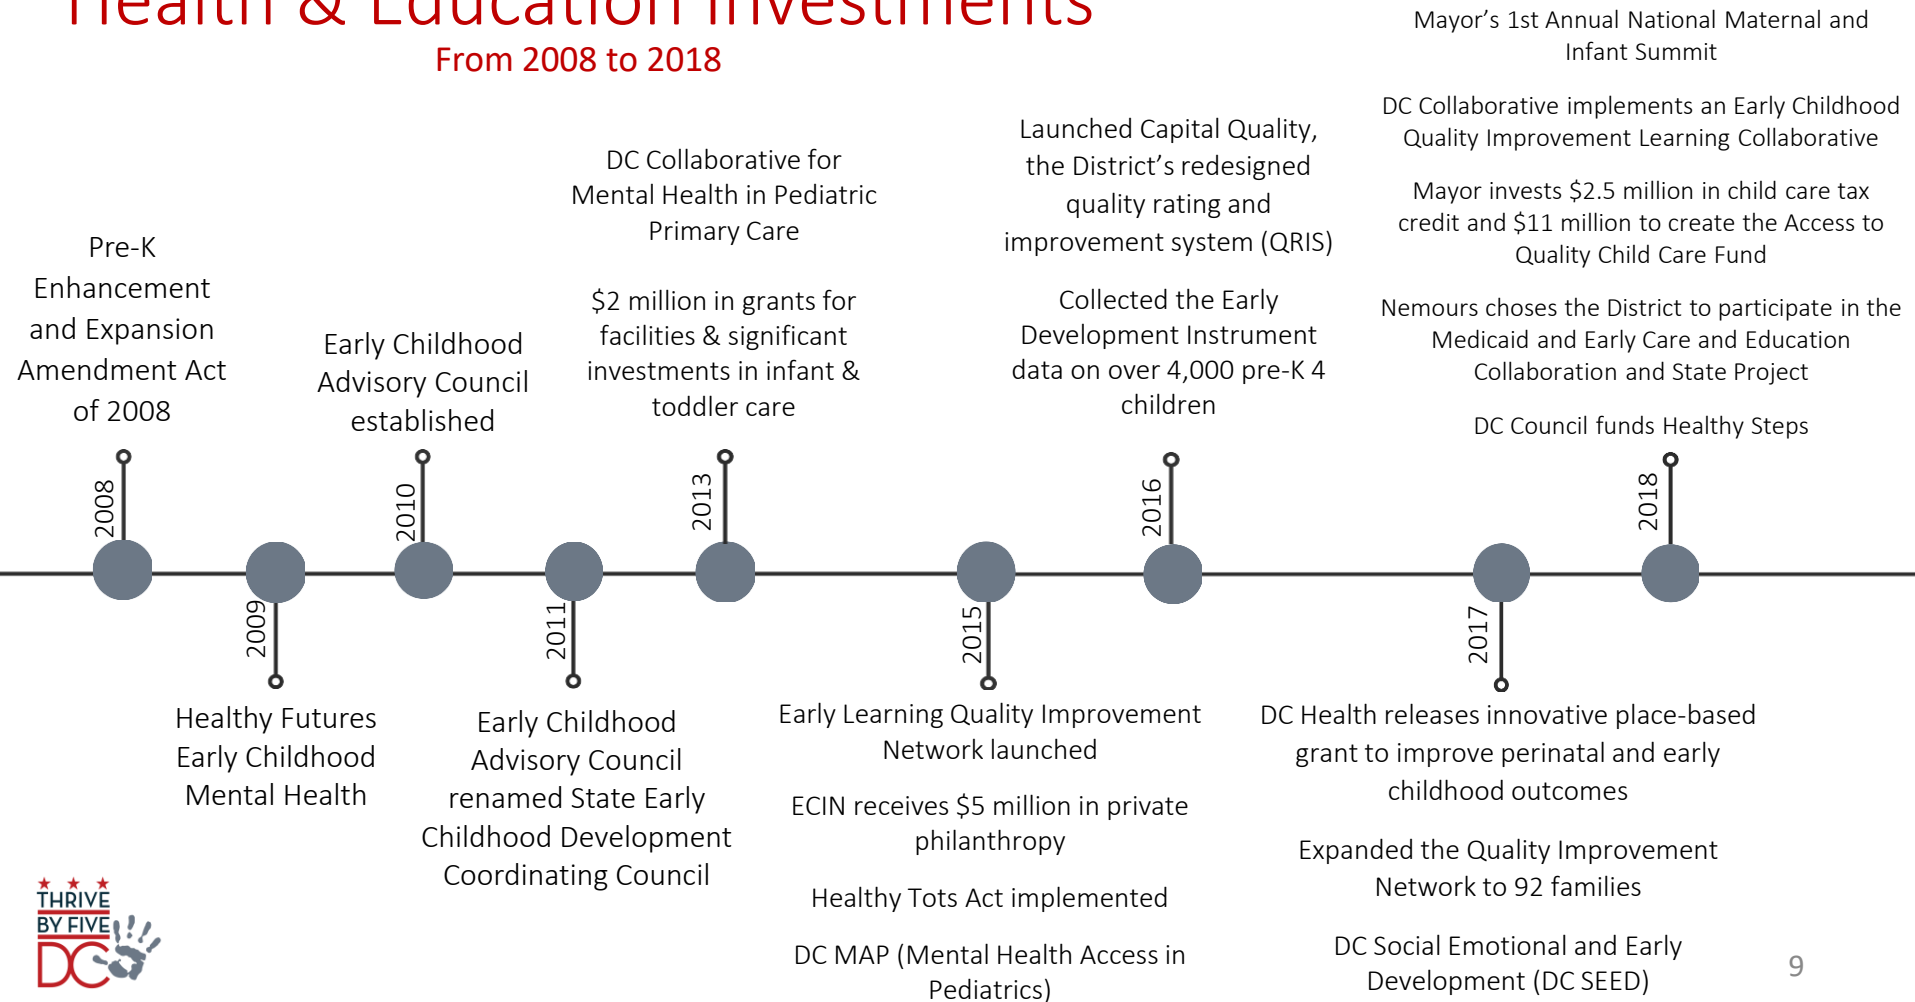 Health & Education Investments
From 2008 to 2018
Pre-K
Enhancement
and Expansion
Amendment Act
of 2008
2008
2009
Healthy Futures
Early Childhood
Mental Health
Early Childhood
Advisory Council
established
2010
2011
Early Childhood
Advisory Council
renamed State Early
Childhood Development
Coordinating Council
DC Collaborative for
Mental Health in Pediatric
Primary Care
$2 million in grants for
facilities & significant
investments in infant &
toddler care
2013
2015
Early Learning Quality Improvement
Network launched
ECIN receives $5 million in private
philanthropy
Healthy Tots Act implemented
DC MAP (Mental Health Access in
Pediatrics)
Launched Capital Quality,
the District’s redesigned
quality rating and
improvement system (QRIS)
Collected the Early
Development Instrument
data on over 4,000 pre-K 4
children
2016
2017
DC Health releases innovative place-based
grant to improve perinatal and early
childhood outcomes
Expanded the Quality Improvement
Network to 92 families
DC Social Emotional and Early
Development (DC SEED)
Mayor’s 1st Annual National Maternal and
Infant Summit
DC Collaborative implements an Early Childhood
Quality Improvement Learning Collaborative
Mayor invests $2.5 million in child care tax
credit and $11 million to create the Access to
Quality Child Care Fund
Nemours choses the District to participate in the
Medicaid and Early Care and Education
Collaboration and State Project
DC Council funds Healthy Steps
2018
THRIVE
BY FIVE
DC
9